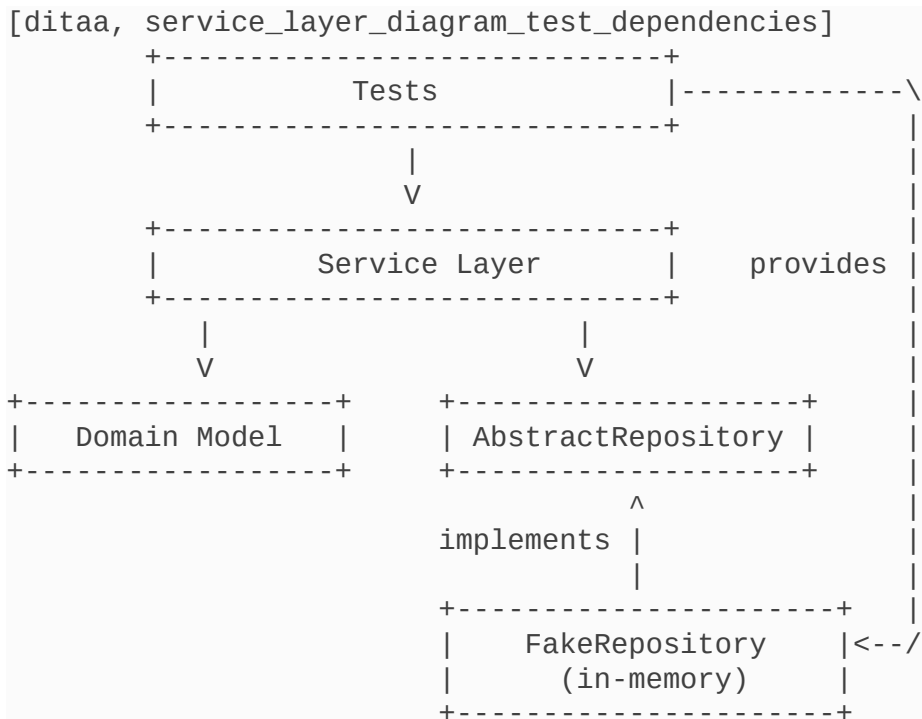 [ditaa, service_layer_diagram_test_dependencies]
Tests
Service Layer
provides
Domain Model
AbstractRepository
implements
FakeRepository
(in-memory)